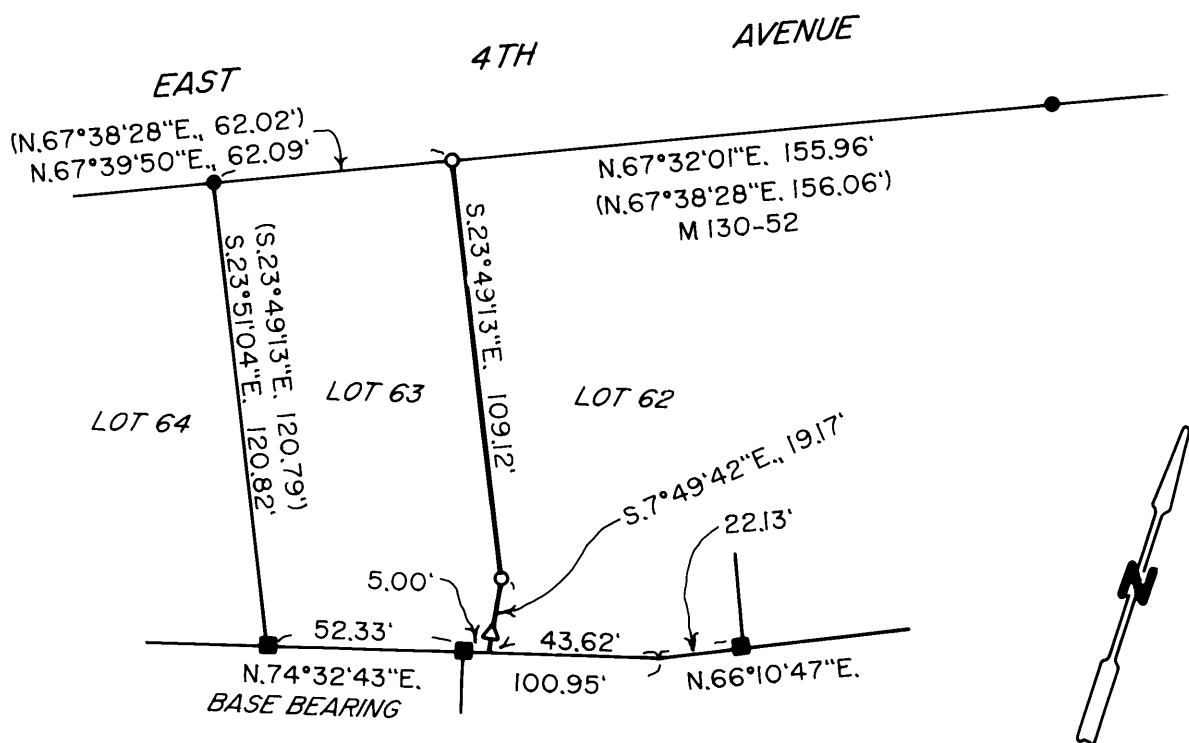 EAST 4TH AVENUE
(N.67°38'28"E., 62.02')
N.67°39'50"E., 62.09'
N.67°32'01"E. 155.96'
(N.67°38'28"E. 156.06')
M 130-52
(S.23°49'13"E. 120.79')
S.23°51'04"E. 120.82'
S.23°49'13"E. 109.12'
LOT 64
LOT 63
LOT 62
S.7°49'42"E., 19.17'
22.13'
5.00'
52.33'
43.62'
N.74°32'43"E.
100.95'
N.66°10'47"E.
BASE BEARING
N